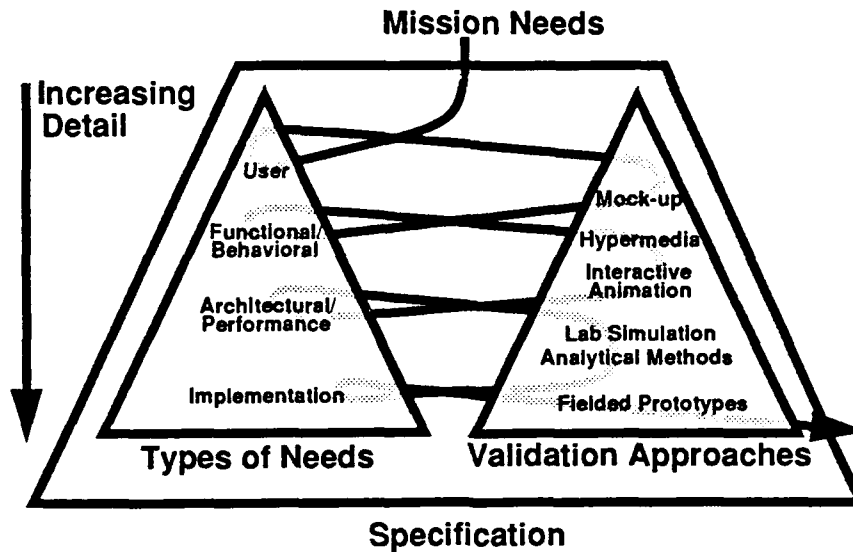 Mission Needs
Increasing
Detail
User
Functional/
Behavioral
Architectural/
Performance
Implementation
Mock-up
Hypermedia
Interactive
Animation
Lab Simulation
Analytical Methods
Fielded Prototypes
Types of Needs
Validation Approaches
Specification